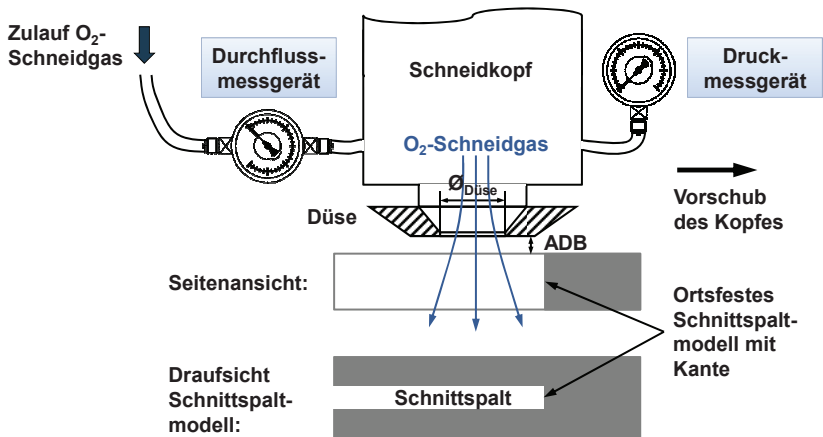 Zulauf O₂-
Schneidgas
Durchfluss-
messgerät
Schneidkopf
Druck-
messgerät
O₂-Schneidgas
Ø Düse
Düse
ADB
Vorschub
des Kopfes
Seitenansicht:
Ortsfestes
Schnittspalt-
modell mit
Kante
Draufsicht
Schnittspalt-
modell:
Schnittspalt